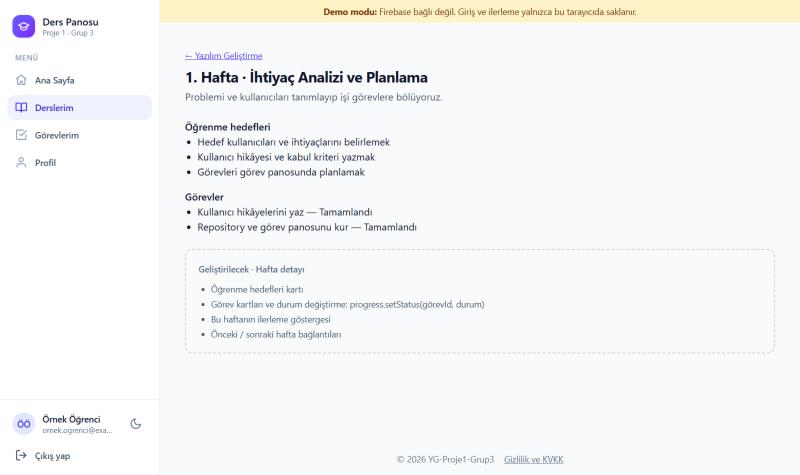 Ders Panosu
Proje 1 · Grup 3
MENÜ
Ana Sayfa
Derslerim
Görevlerim
Profil
Örnek Öğrenci
ÖÖ
ornek.ogrenci@exa...
Çıkış yap
Demo modu: Firebase bağlı değil. Giriş ve ilerleme yalnızca bu tarayıcıda saklanır.
← Yazılım Geliştirme
1. Hafta · İhtiyaç Analizi ve Planlama
Problemi ve kullanıcıları tanımlayıp işi görevlere bölüyoruz.
Öğrenme hedefleri
• Hedef kullanıcıları ve ihtiyaçlarını belirlemek
• Kullanıcı hikâyesi ve kabul kriteri yazmak
• Görevleri görev panosunda planlamak
Görevler
• Kullanıcı hikâyelerini yaz — Tamamlandı
• Repository ve görev panosunu kur — Tamamlandı
Geliştirilecek · Hafta detayı
• Öğrenme hedefleri kartı
• Görev kartları ve durum değiştirme: progress.setStatus(görevId, durum)
• Bu haftanın ilerleme göstergesi
• Önceki / sonraki hafta bağlantıları
© 2026 YG-Proje1-Grup3 Gizlilik ve KVKK